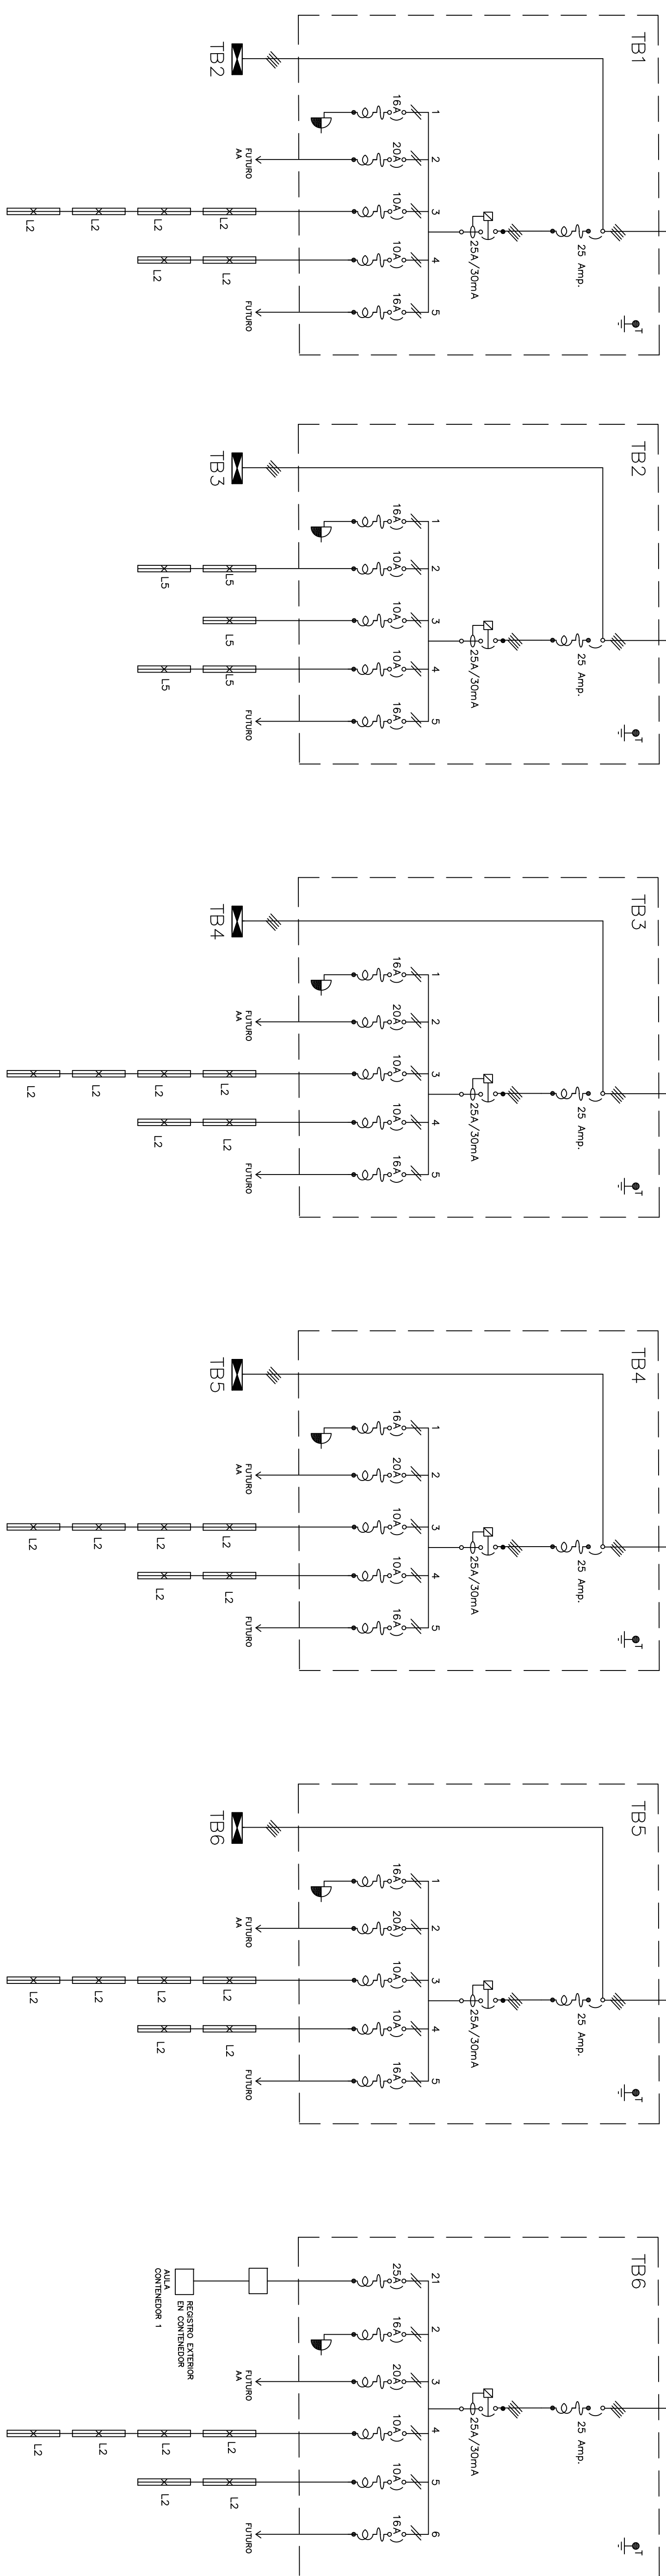 TB1
25 Amp.
T
25A/30mA
1
2
3
4
5
16A
20A
10A
10A
16A
TB2
FUTURO
AA
L2
L2
L2
L2
L2
L2
FUTURO
TB2
25 Amp.
T
25A/30mA
1
2
3
4
5
16A
10A
10A
10A
16A
TB3
L5
L5
L5
L5
L5
FUTURO
TB3
25 Amp.
T
25A/30mA
1
2
3
4
5
16A
20A
10A
10A
16A
TB4
FUTURO
AA
L2
L2
L2
L2
L2
L2
FUTURO
TB4
25 Amp.
T
25A/30mA
1
2
3
4
5
16A
20A
10A
10A
16A
TB5
FUTURO
AA
L2
L2
L2
L2
L2
L2
FUTURO
TB5
25 Amp.
T
25A/30mA
1
2
3
4
5
16A
20A
10A
10A
16A
TB6
FUTURO
AA
L2
L2
L2
L2
L2
L2
FUTURO
TB6
25 Amp.
T
25A/30mA
21
2
3
4
5
6
25A
16A
20A
10A
10A
16A
REGISTRO EXTERIOR
EN CONTENEDOR
AULA
CONTENEDOR 1
FUTURO
AA
L2
L2
L2
L2
L2
L2
FUTURO